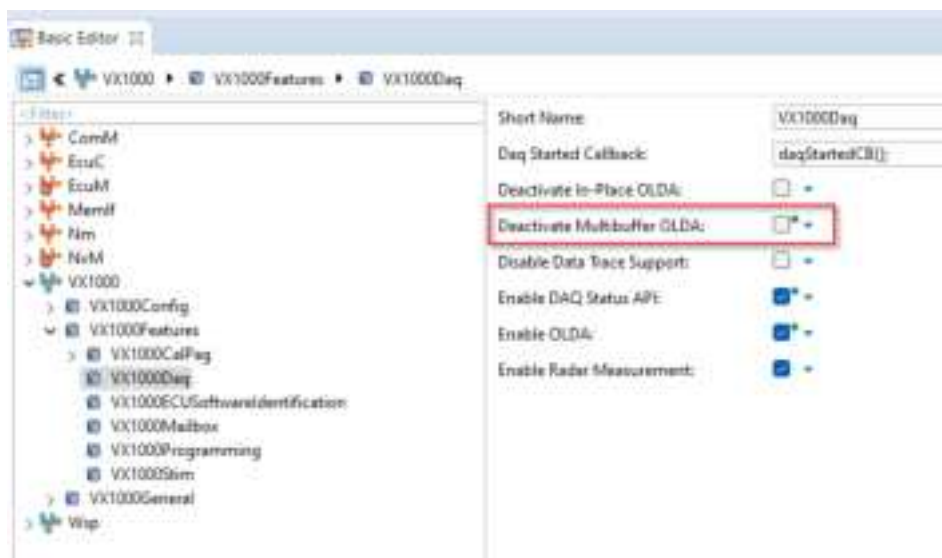 Basic Editor
VX1000 VX1000Features VX1000Daq
<Filter>
ComM
EcuC
EcuM
MemIf
Nm
NvM
VX1000
VX1000Config
VX1000Features
VX1000CalPag
VX1000Daq
VX1000ECUSoftwareIdentification
VX1000Mailbox
VX1000Programming
VX1000Stim
VX1000General
Wep
Short Name:
VX1000Daq
Daq Started Callback:
daqStartedCB();
Deactivate In-Place OLDA:
Deactivate Multibuffer OLDA:
Disable Data Trace Support:
Enable DAQ Status API:
Enable OLDA:
Enable Radar Measurement: